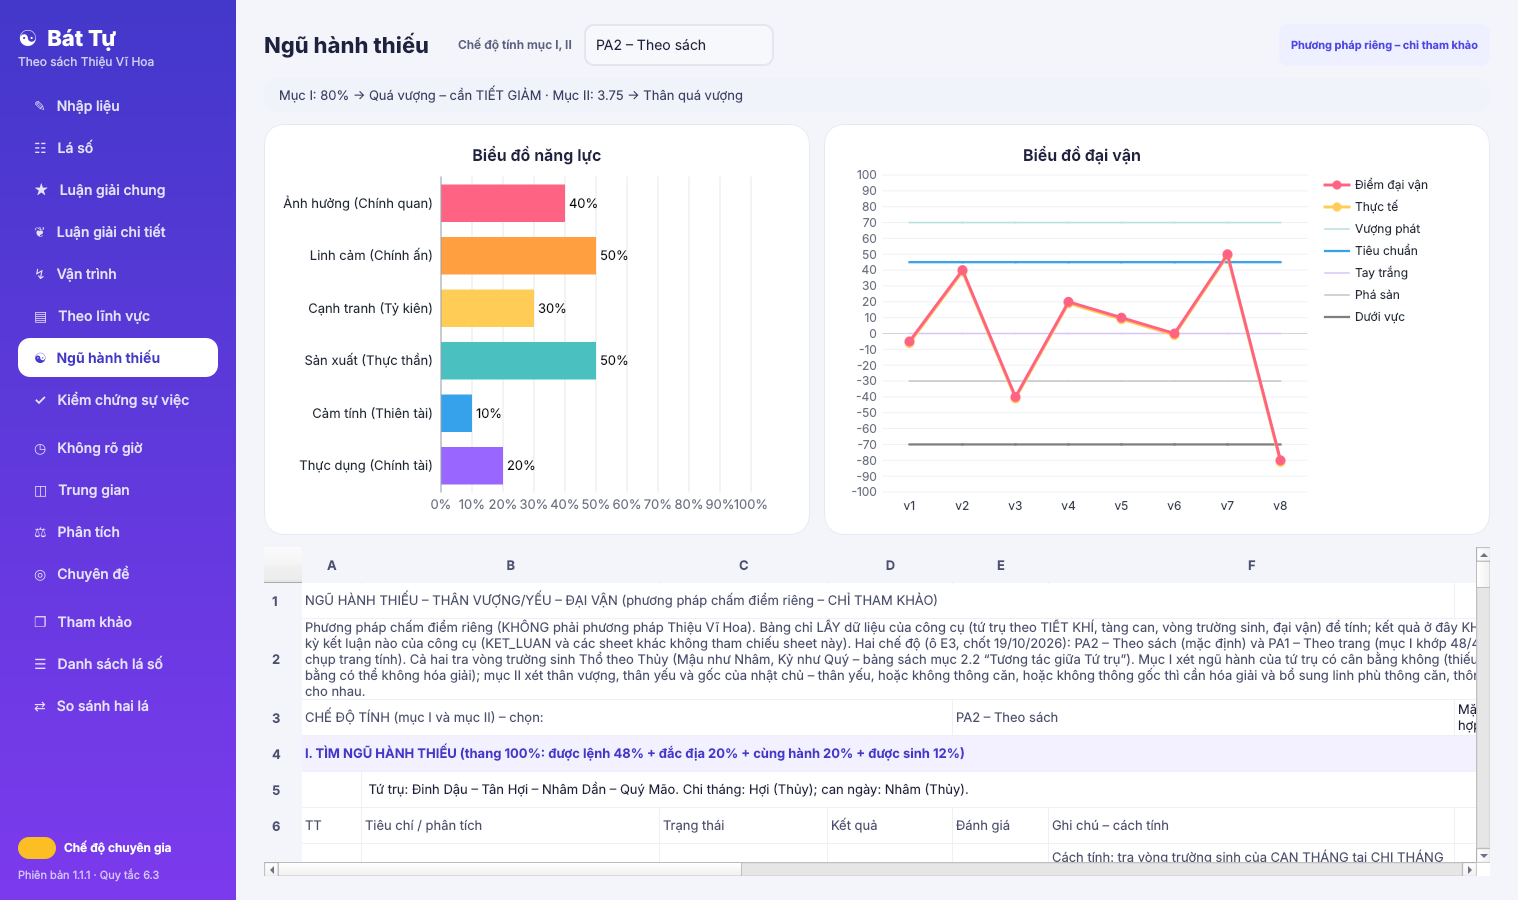 ☯ Bát Tự
Theo sách Thiệu Vĩ Hoa
Nhập liệu
Lá số
Luận giải chung
Luận giải chi tiết
Vận trình
Theo lĩnh vực
Ngũ hành thiếu
Kiểm chứng sự việc
Không rõ giờ
Trung gian
Phân tích
Chuyên đề
Tham khảo
Danh sách lá số
So sánh hai lá
Chế độ chuyên gia
Phiên bản 1.1.1 · Quy tắc 6.3
Ngũ hành thiếu
Chế độ tính mục I, II
PA2 – Theo sách
Phương pháp riêng – chỉ tham khảo
Mục I: 80% → Quá vượng – cần TIẾT GIẢM · Mục II: 3.75 → Thân quá vượng
Biểu đồ năng lực
Ảnh hưởng (Chính quan) 40%
Linh cảm (Chính ấn) 50%
Cạnh tranh (Tỷ kiên) 30%
Sản xuất (Thực thần) 50%
Cảm tính (Thiên tài) 10%
Thực dụng (Chính tài) 20%
0% 10% 20% 30% 40% 50% 60% 70% 80% 90% 100%
Biểu đồ đại vận
100
90
80
70
60
50
40
30
20
10
0
-10
-20
-30
-40
-50
-60
-70
-80
-90
-100
v1 v2 v3 v4 v5 v6 v7 v8
Điểm đại vận
Thực tế
Vượng phát
Tiêu chuẩn
Tay trắng
Phá sản
Dưới vực
A B C D E F
1 NGŨ HÀNH THIẾU – THÂN VƯỢNG/YẾU – ĐẠI VẬN (phương pháp chấm điểm riêng – CHỈ THAM KHẢO)
2 Phương pháp chấm điểm riêng (KHÔNG phải phương pháp Thiệu Vĩ Hoa). Bảng chỉ LẤY dữ liệu của công cụ (tứ trụ theo TIẾT KHÍ, tàng can, vòng trường sinh, đại vận) để tính; kết quả ở đây KH
kỳ kết luận nào của công cụ (KET_LUAN và các sheet khác không tham chiếu sheet này). Hai chế độ (ô E3, chốt 19/10/2026): PA2 – Theo sách (mặc định) và PA1 – Theo trang (mục I khớp 48/4
chụp trang tính). Cả hai tra vòng trường sinh Thổ theo Thủy (Mậu như Nhâm, Kỷ như Quý – bảng sách mục 2.2 “Tương tác giữa Tứ trụ”). Mục I xét ngũ hành của tứ trụ có cân bằng không (thiếu
bằng có thể không hóa giải); mục II xét thân vượng, thân yếu và gốc của nhật chủ – thân yếu, hoặc không thông căn, hoặc không thông gốc thì cần hóa giải và bổ sung linh phù thông căn, thôn
cho nhau.
3 CHẾ ĐỘ TÍNH (mục I và mục II) – chọn: PA2 – Theo sách
4 I. TÌM NGŨ HÀNH THIẾU (thang 100%: được lệnh 48% + đắc địa 20% + cùng hành 20% + được sinh 12%)
5 Tứ trụ: Đinh Dậu – Tân Hợi – Nhâm Dần – Quý Mão. Chi tháng: Hợi (Thủy); can ngày: Nhâm (Thủy).
6 TT Tiêu chí / phân tích Trạng thái Kết quả Đánh giá Ghi chú – cách tính
Cách tính: tra vòng trường sinh của CAN THÁNG tại CHI THÁNG